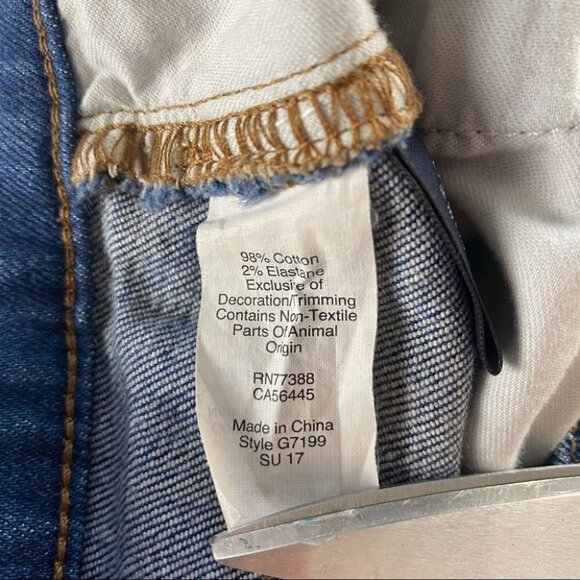 98% Cotton
2% Elastane
Exclusive of
Decoration/Trimming
Contains Non-Textile
Parts Of Animal
Origin
RN77388
CA56445
Made in China
Style G7199
SU 17